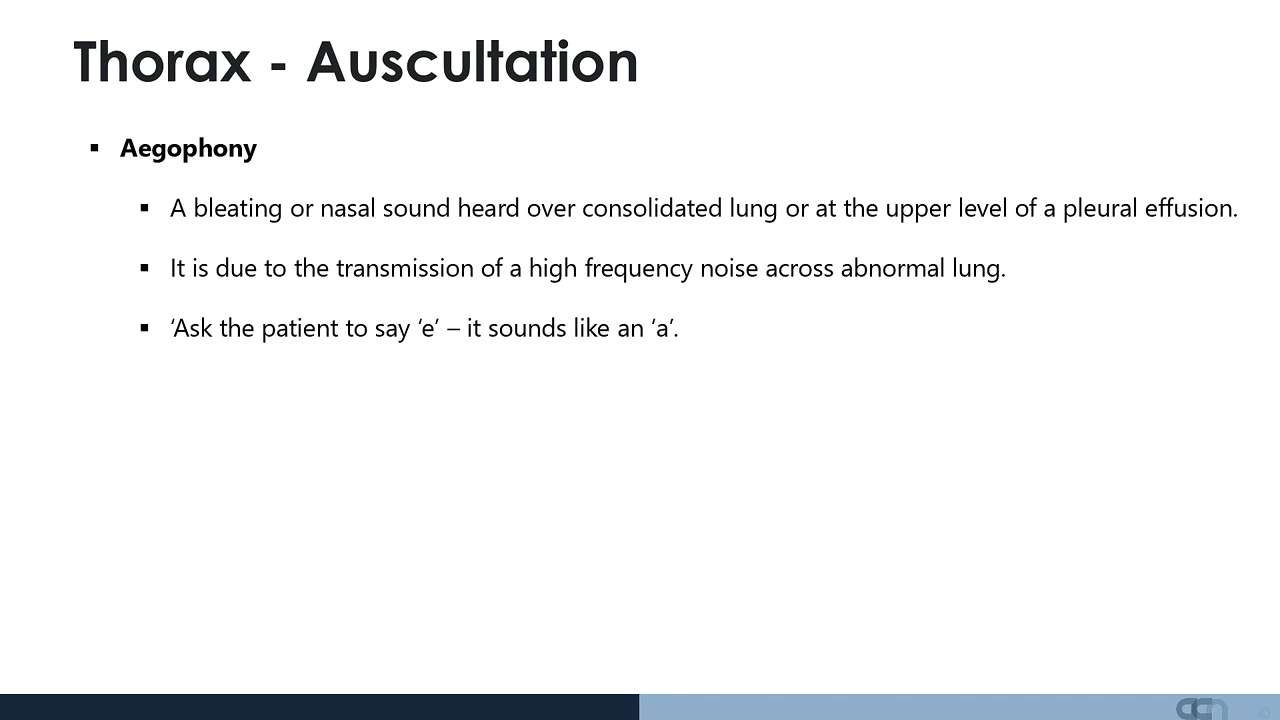 Thorax - Auscultation
▪ Aegophony
▪ A bleating or nasal sound heard over consolidated lung or at the upper level of a pleural effusion.
▪ It is due to the transmission of a high frequency noise across abnormal lung.
▪ ‘Ask the patient to say ‘e’ – it sounds like an ‘a’.